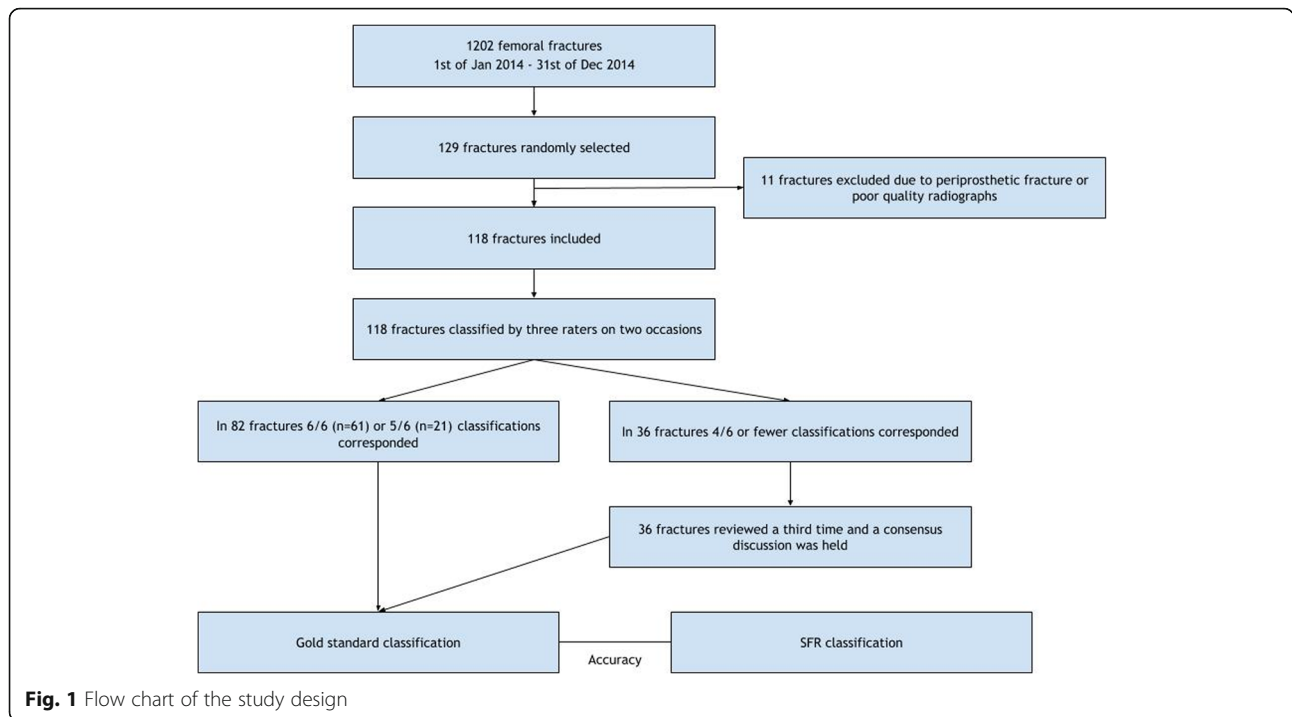 1202 femoral fractures
1st of Jan 2014 - 31st of Dec 2014
129 fractures randomly selected
11 fractures excluded due to periprosthetic fracture or
poor quality radiographs
118 fractures included
118 fractures classified by three raters on two occasions
In 82 fractures 6/6 (n=61) or 5/6 (n=21) classifications
corresponded
In 36 fractures 4/6 or fewer classifications corresponded
36 fractures reviewed a third time and a consensus
discussion was held
Gold standard classification
Accuracy
SFR classification
Fig. 1 Flow chart of the study design